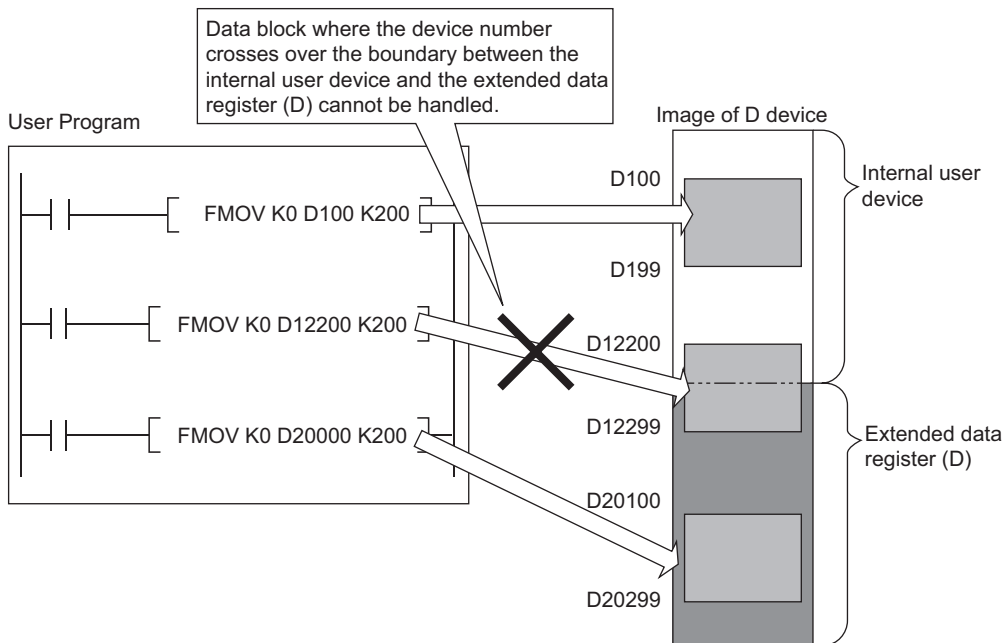 Data block where the device number
crosses over the boundary between the
internal user device and the extended data
register (D) cannot be handled.
User Program
Image of D device
D100
Internal user
device
FMOV K0 D100 K200
D199
D12200
FMOV K0 D12200 K200
D12299
Extended data
register (D)
FMOV K0 D20000 K200
D20100
D20299